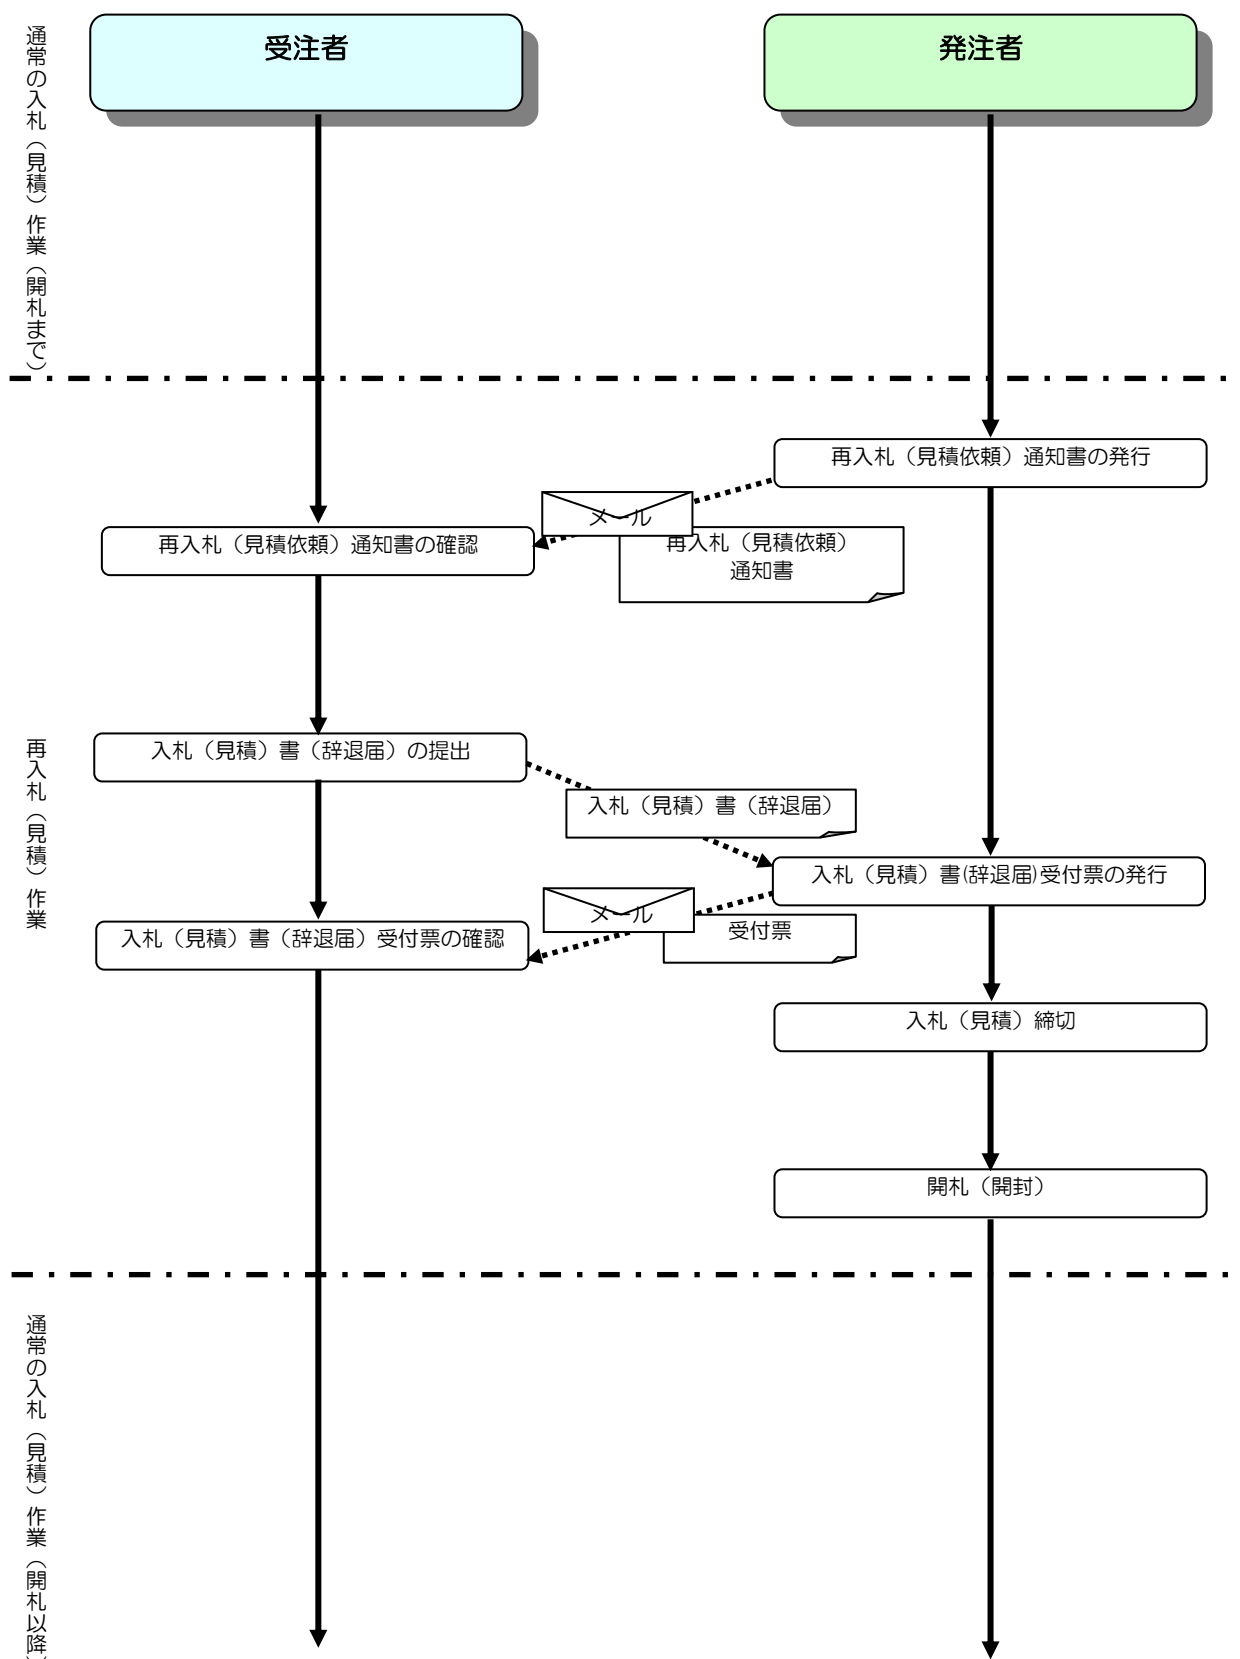 受注者
発注者
通常の入札（見積）作業（開札まで）
再入札（見積依頼）通知書の発行
メール
再入札（見積依頼）通知書の確認
再入札（見積依頼）
通知書
再入札（見積）作業
入札（見積）書（辞退届）の提出
入札（見積）書（辞退届）
入札（見積）書(辞退届)受付票の発行
メール
受付票
入札（見積）書（辞退届）受付票の確認
入札（見積）締切
開札（開封）
通常の入札（見積）作業（開札以降）